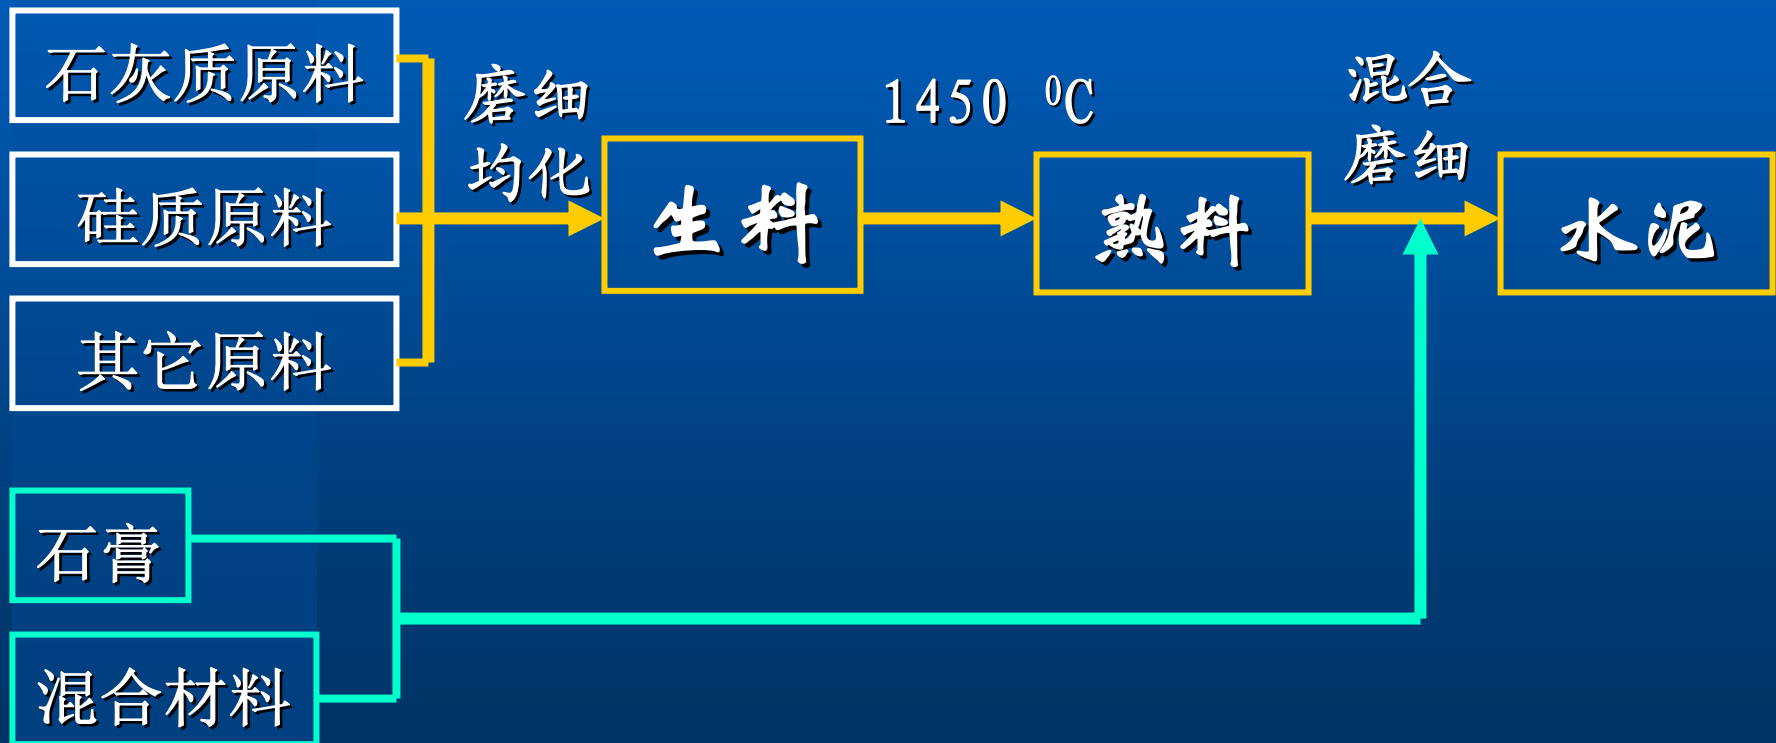 石灰质原料
硅质原料
其它原料
磨细
均化
生料
1450 ⁰C
熟料
混合
磨细
水泥
石膏
混合材料